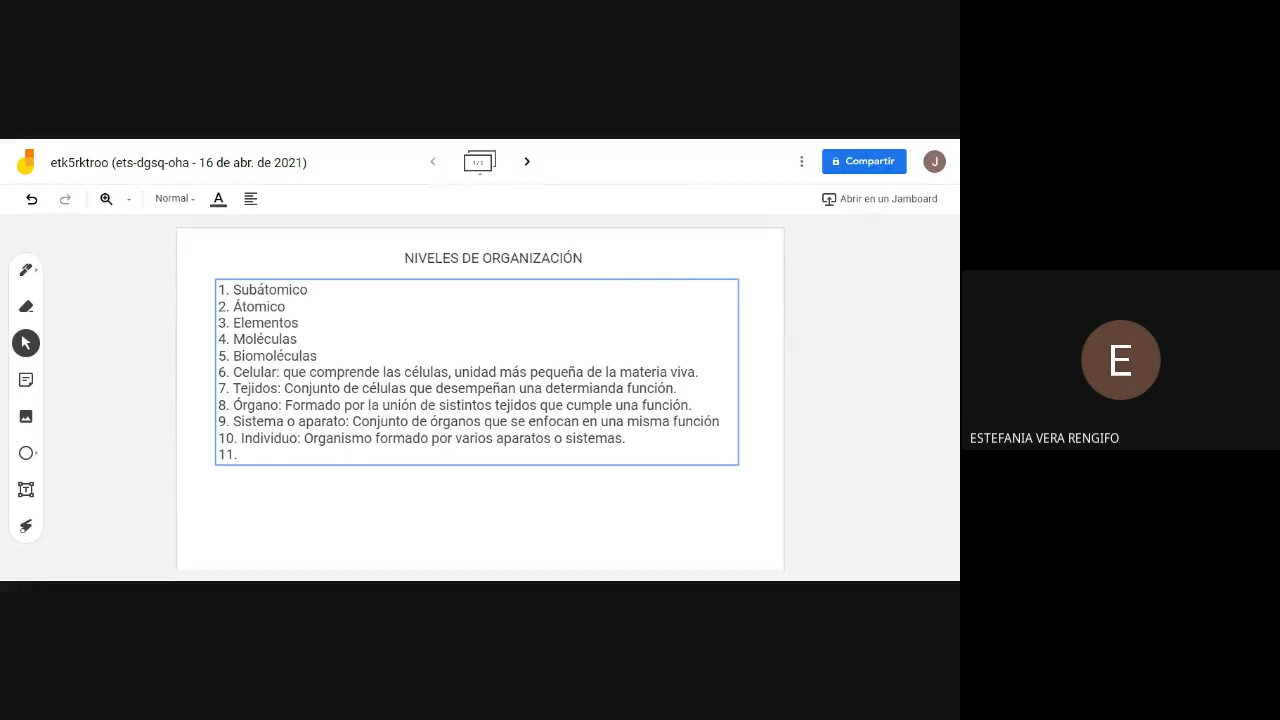 etk5rktroo (ets-dgsq-oha - 16 de abr. de 2021)
1/1
Compartir
J
Normal
A
Abrir en un Jamboard
NIVELES DE ORGANIZACIÓN
1. Subátomico
2. Átomico
3. Elementos
4. Moléculas
5. Biomoléculas
6. Celular: que comprende las células, unidad más pequeña de la materia viva.
7. Tejidos: Conjunto de células que desempeñan una determianda función.
8. Órgano: Formado por la unión de sistintos tejidos que cumple una función.
9. Sistema o aparato: Conjunto de órganos que se enfocan en una misma función
10. Individuo: Organismo formado por varios aparatos o sistemas.
11.
E
ESTEFANIA VERA RENGIFO